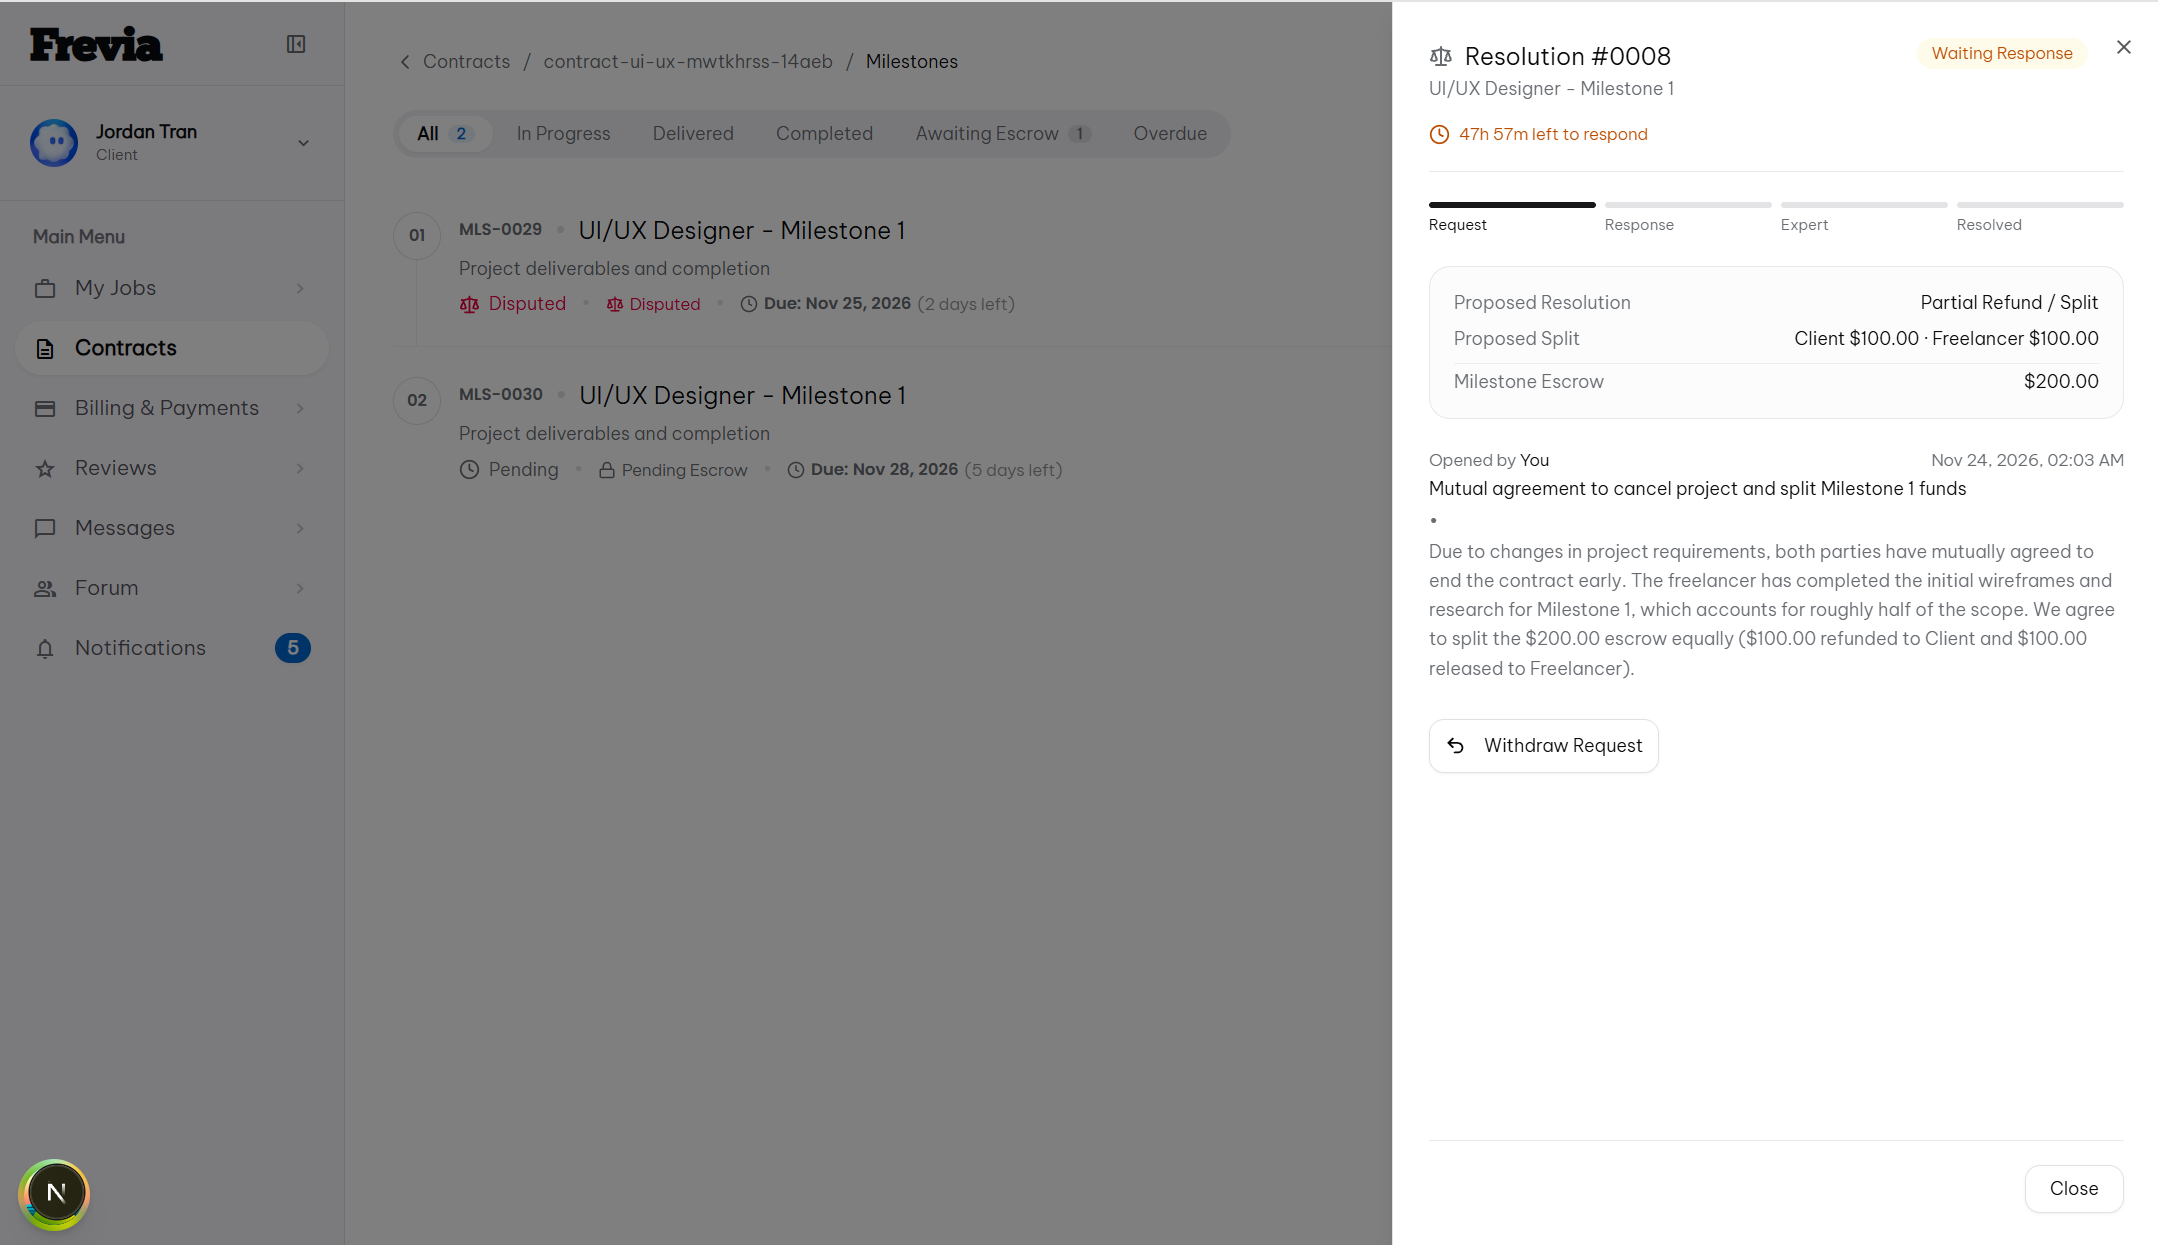 Frevia
Jordan Tran
Client
Main Menu
My Jobs
Contracts
Billing & Payments
Reviews
Messages
Forum
Notifications 5
N
Contracts / contract-ui-ux-mwtkhrss-14aeb / Milestones
All 2 In Progress Delivered Completed Awaiting Escrow 1 Overdue
01 MLS-0029 • UI/UX Designer - Milestone 1
Project deliverables and completion
Disputed • Disputed • Due: Nov 25, 2026 (2 days left)
02 MLS-0030 • UI/UX Designer - Milestone 1
Project deliverables and completion
Pending • Pending Escrow • Due: Nov 28, 2026 (5 days left)
Resolution #0008 Waiting Response
UI/UX Designer - Milestone 1
47h 57m left to respond
Request Response Expert Resolved
Proposed Resolution Partial Refund / Split
Proposed Split Client $100.00 · Freelancer $100.00
Milestone Escrow $200.00
Opened by You Nov 24, 2026, 02:03 AM
Mutual agreement to cancel project and split Milestone 1 funds
•
Due to changes in project requirements, both parties have mutually agreed to
end the contract early. The freelancer has completed the initial wireframes and
research for Milestone 1, which accounts for roughly half of the scope. We agree
to split the $200.00 escrow equally ($100.00 refunded to Client and $100.00
released to Freelancer).
Withdraw Request
Close